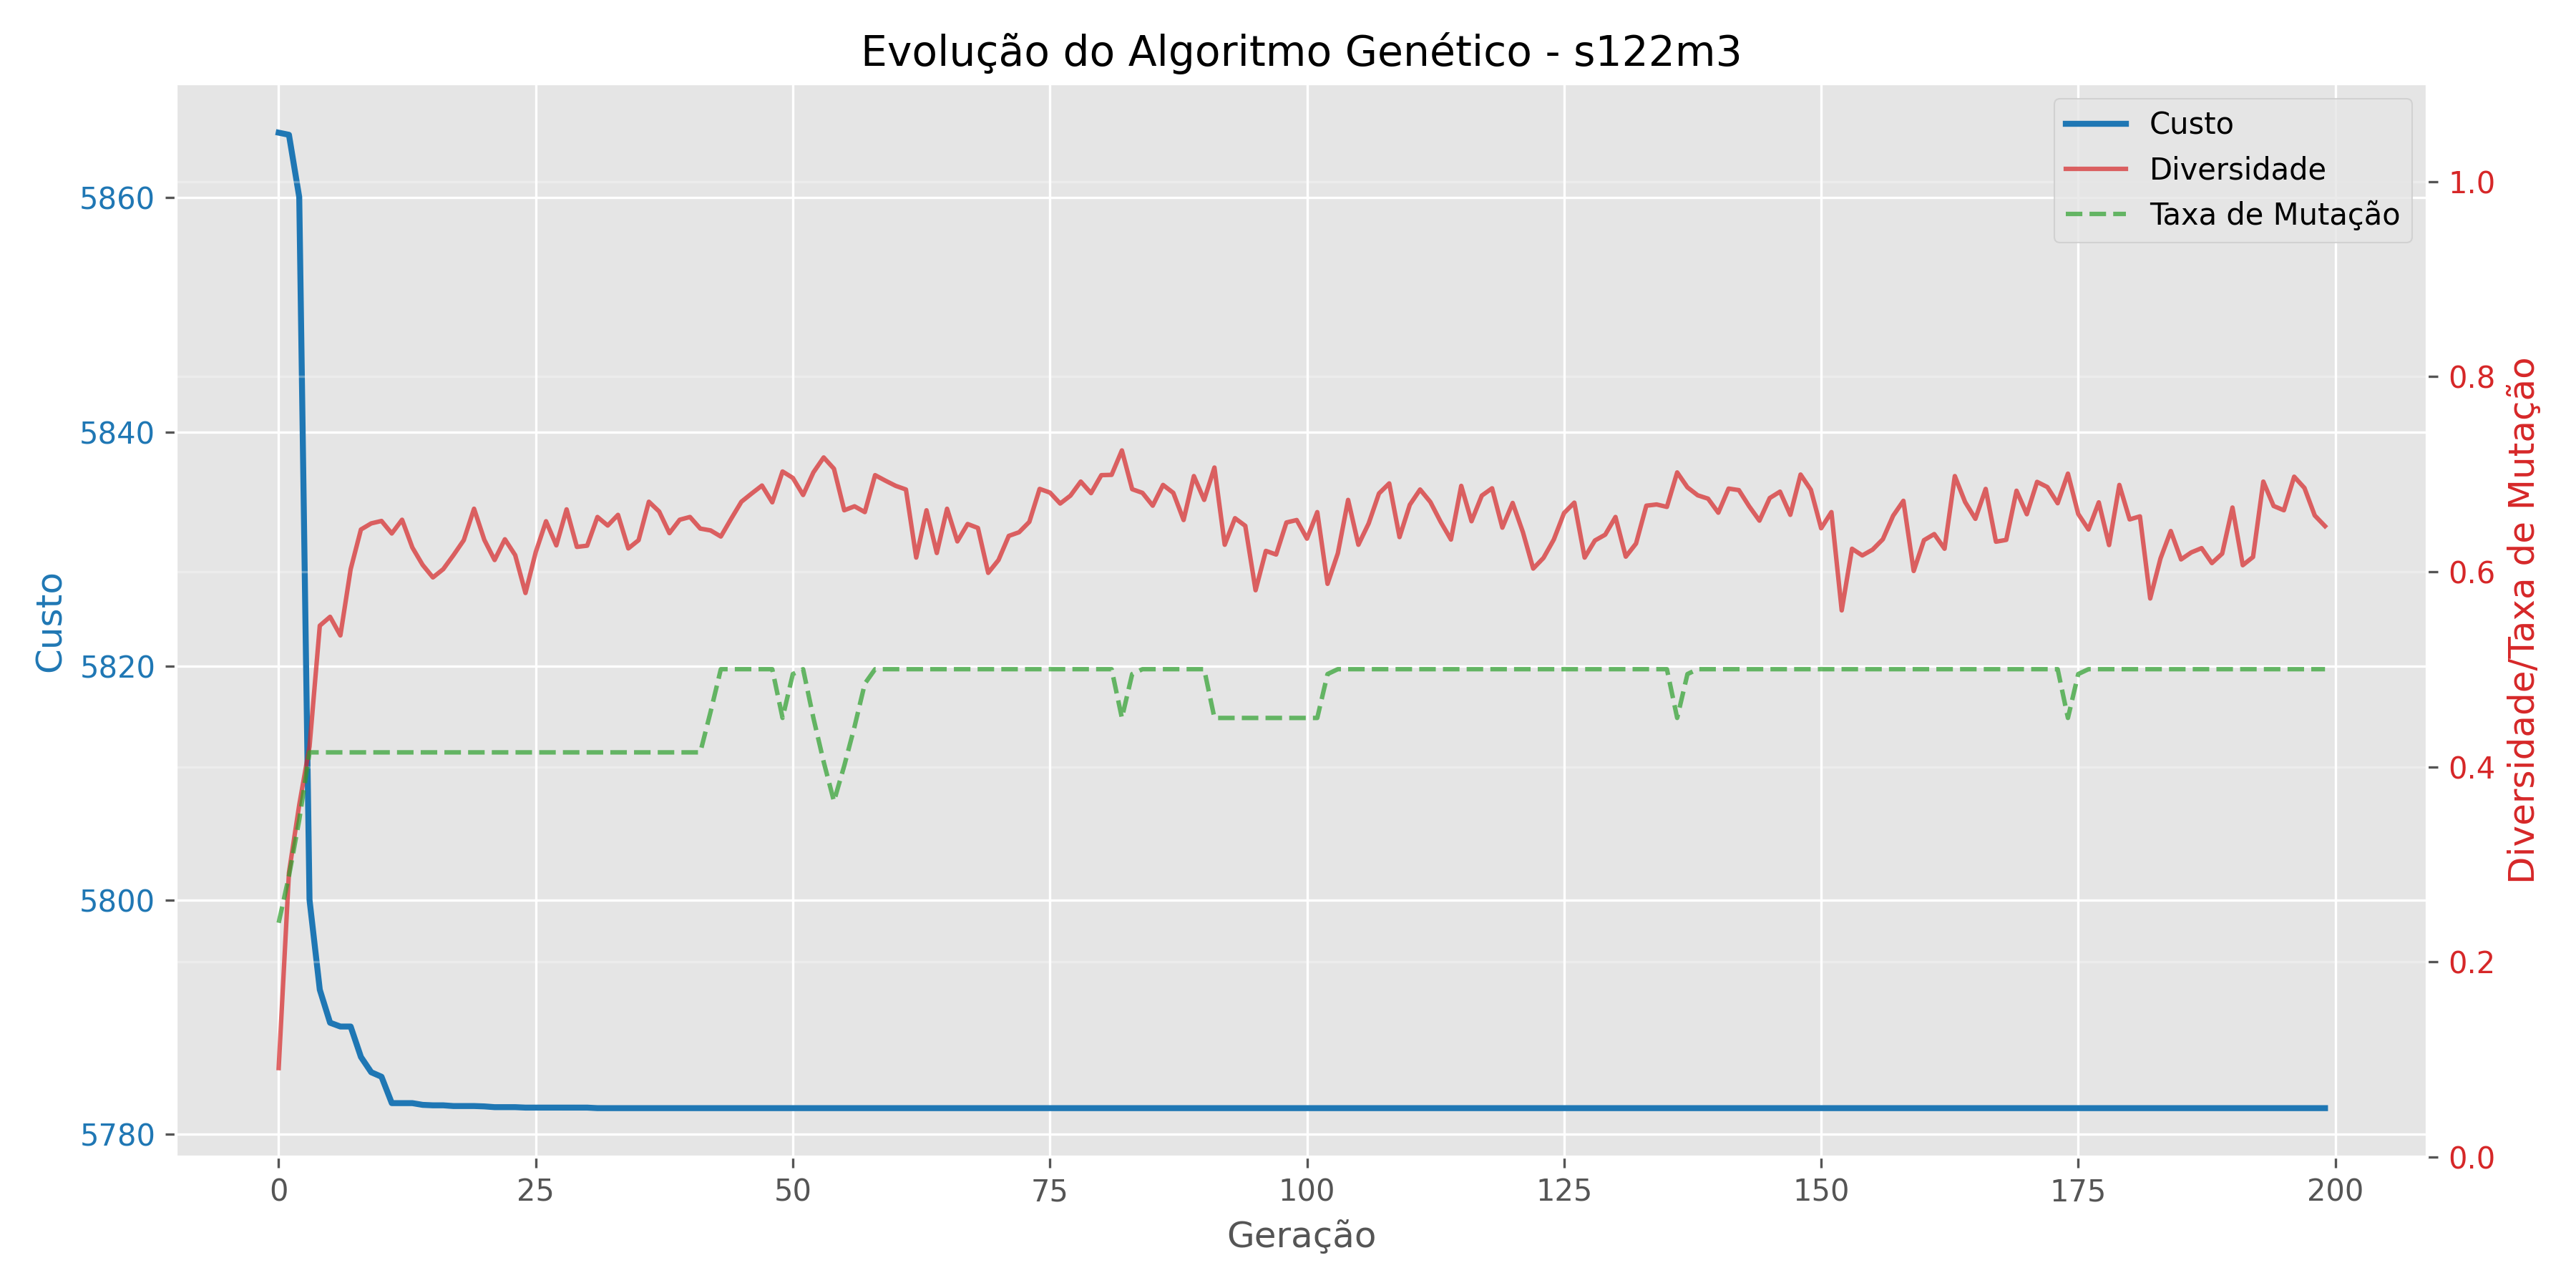 Evolução do Algoritmo Genético - s122m3
Custo
Diversidade
Taxa de Mutação
5860
5840
5820
5800
5780
Custo
1.0
0.8
0.6
0.4
0.2
0.0
Diversidade/Taxa de Mutação
0 25 50 75 100 125 150 175 200
Geração